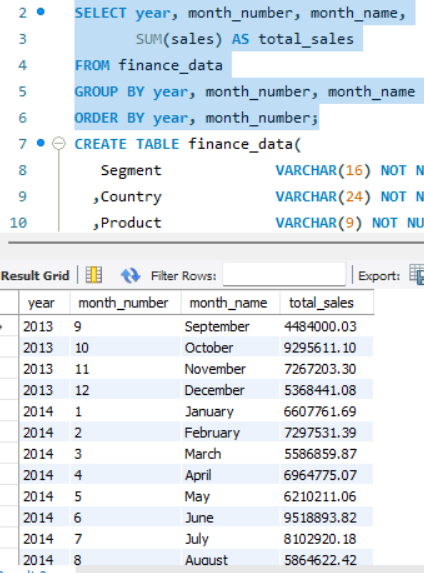 2 SELECT year, month_number, month_name,
3 SUM(sales) AS total_sales
4 FROM finance_data
5 GROUP BY year, month_number, month_name
6 ORDER BY year, month_number;
7 CREATE TABLE finance_data(
8 Segment VARCHAR(16) NOT N
9 ,Country VARCHAR(24) NOT N
10 ,Product VARCHAR(9) NOT NU
Result Grid Filter Rows: Export:
year month_number month_name total_sales
2013 9 September 4484000.03
2013 10 October 9295611.10
2013 11 November 7267203.30
2013 12 December 5368441.08
2014 1 January 6607761.69
2014 2 February 7297531.39
2014 3 March 5586859.87
2014 4 April 6964775.07
2014 5 May 6210211.06
2014 6 June 9518893.82
2014 7 July 8102920.18
2014 8 August 5864622.42